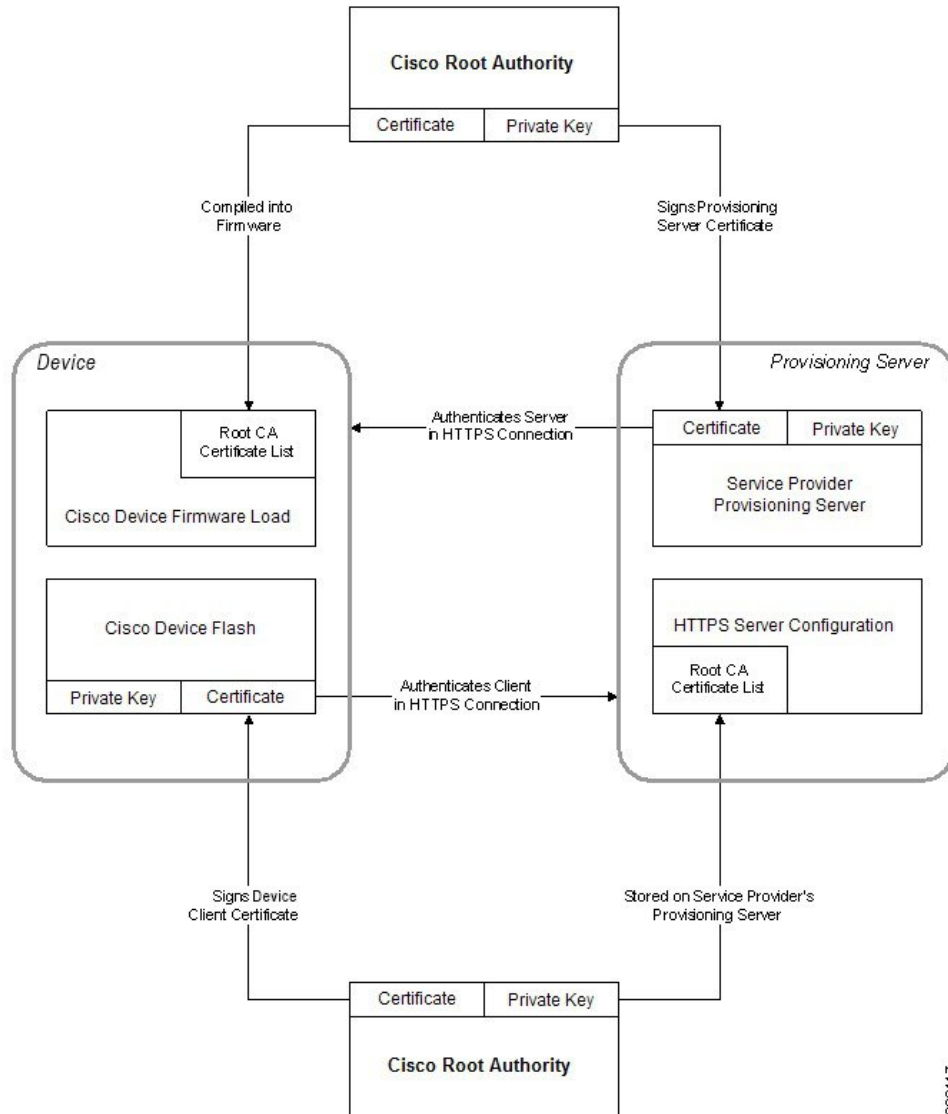 Cisco Root Authority
Certificate
Private Key
Compiled into
Firmware
Signs Provisioning
Server Certificate
Device
Provisioning Server
Root CA
Certificate List
Cisco Device Firmware Load
Authenticates Server
in HTTPS Connection
Certificate
Private Key
Service Provider
Provisioning Server
Cisco Device Flash
Private Key
Certificate
Authenticates Client
in HTTPS Connection
HTTPS Server Configuration
Root CA
Certificate List
Signs Device
Client Certificate
Stored on Service Provider's
Provisioning Server
Certificate
Private Key
Cisco Root Authority